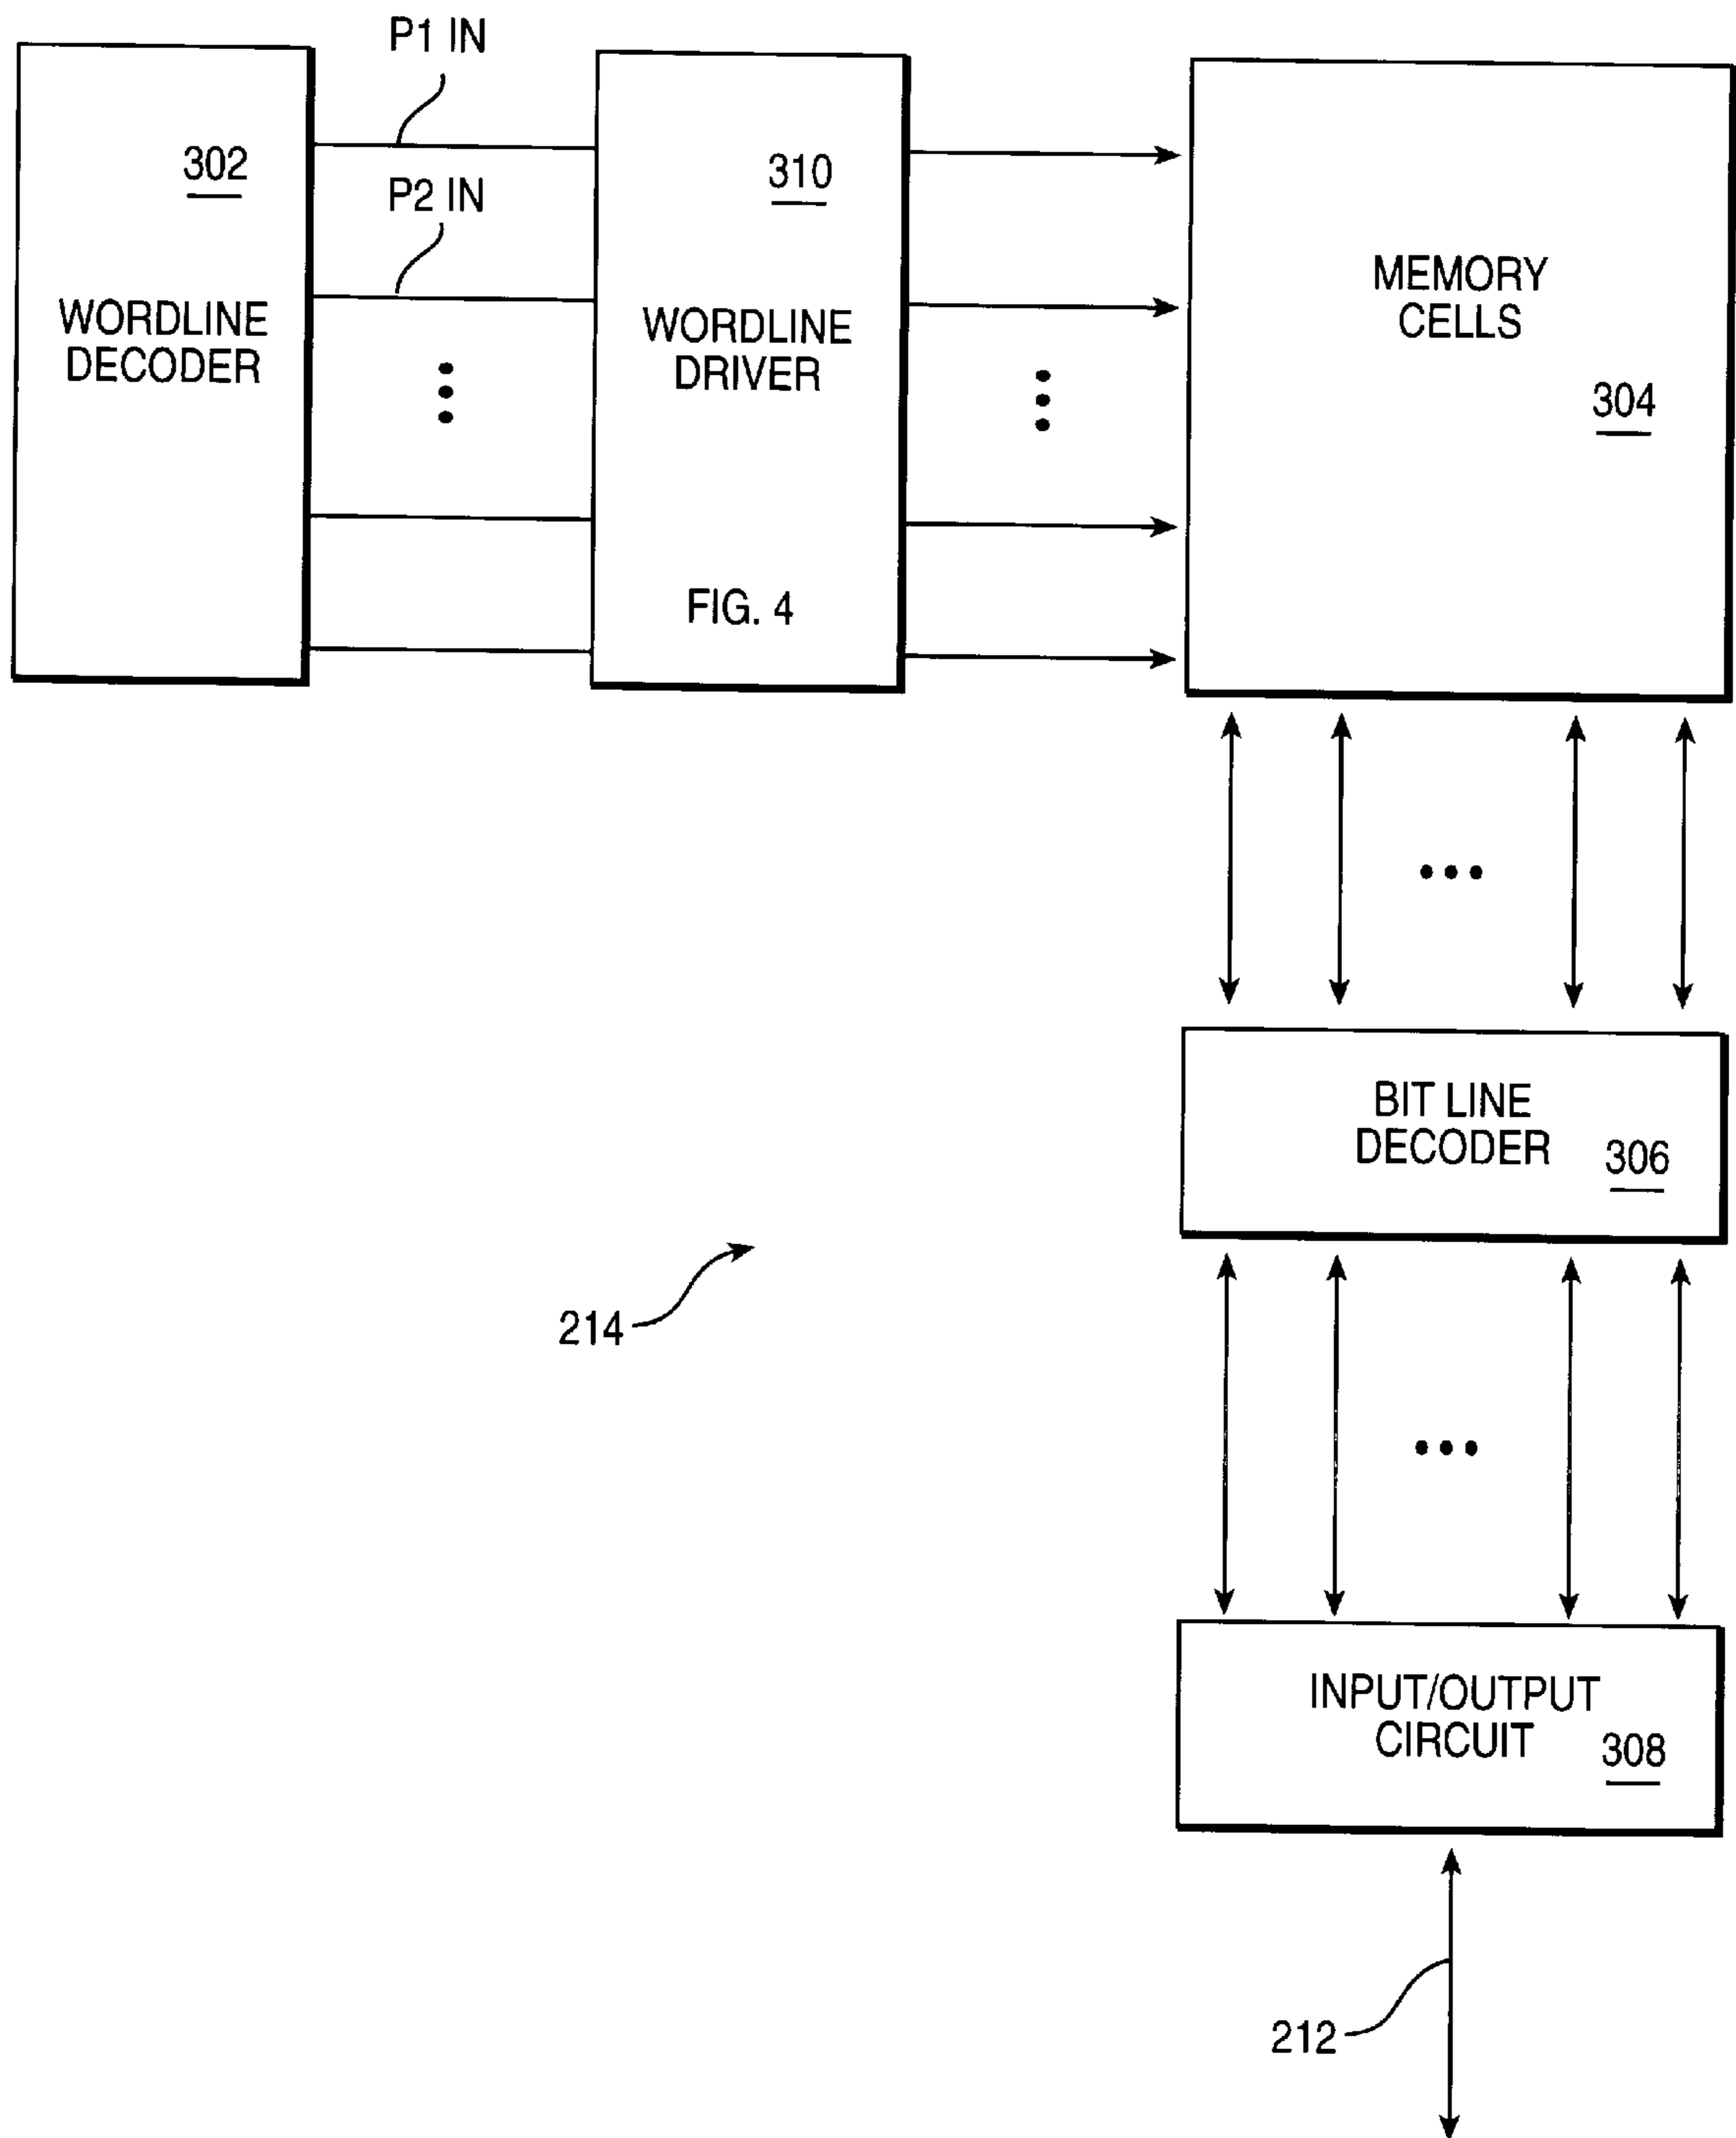 P1 IN
302
P2 IN
WORDLINE
DECODER
310
WORDLINE
DRIVER
FIG. 4
MEMORY
CELLS
304
BIT LINE
DECODER
306
214
INPUT/OUTPUT
CIRCUIT
308
212